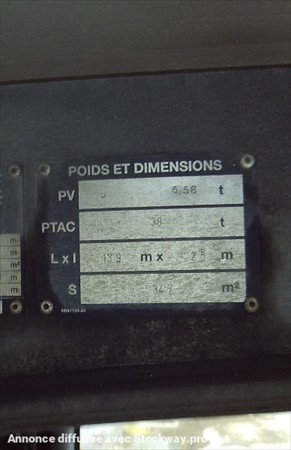 POIDS ET DIMENSIONS
PV 6.58 t
PTAC 38 t
L x l 13.9 m x 2.5 m
S 34.7 m²
m
m
m²
m
m
Annonce diffusée avec Stockway.pro